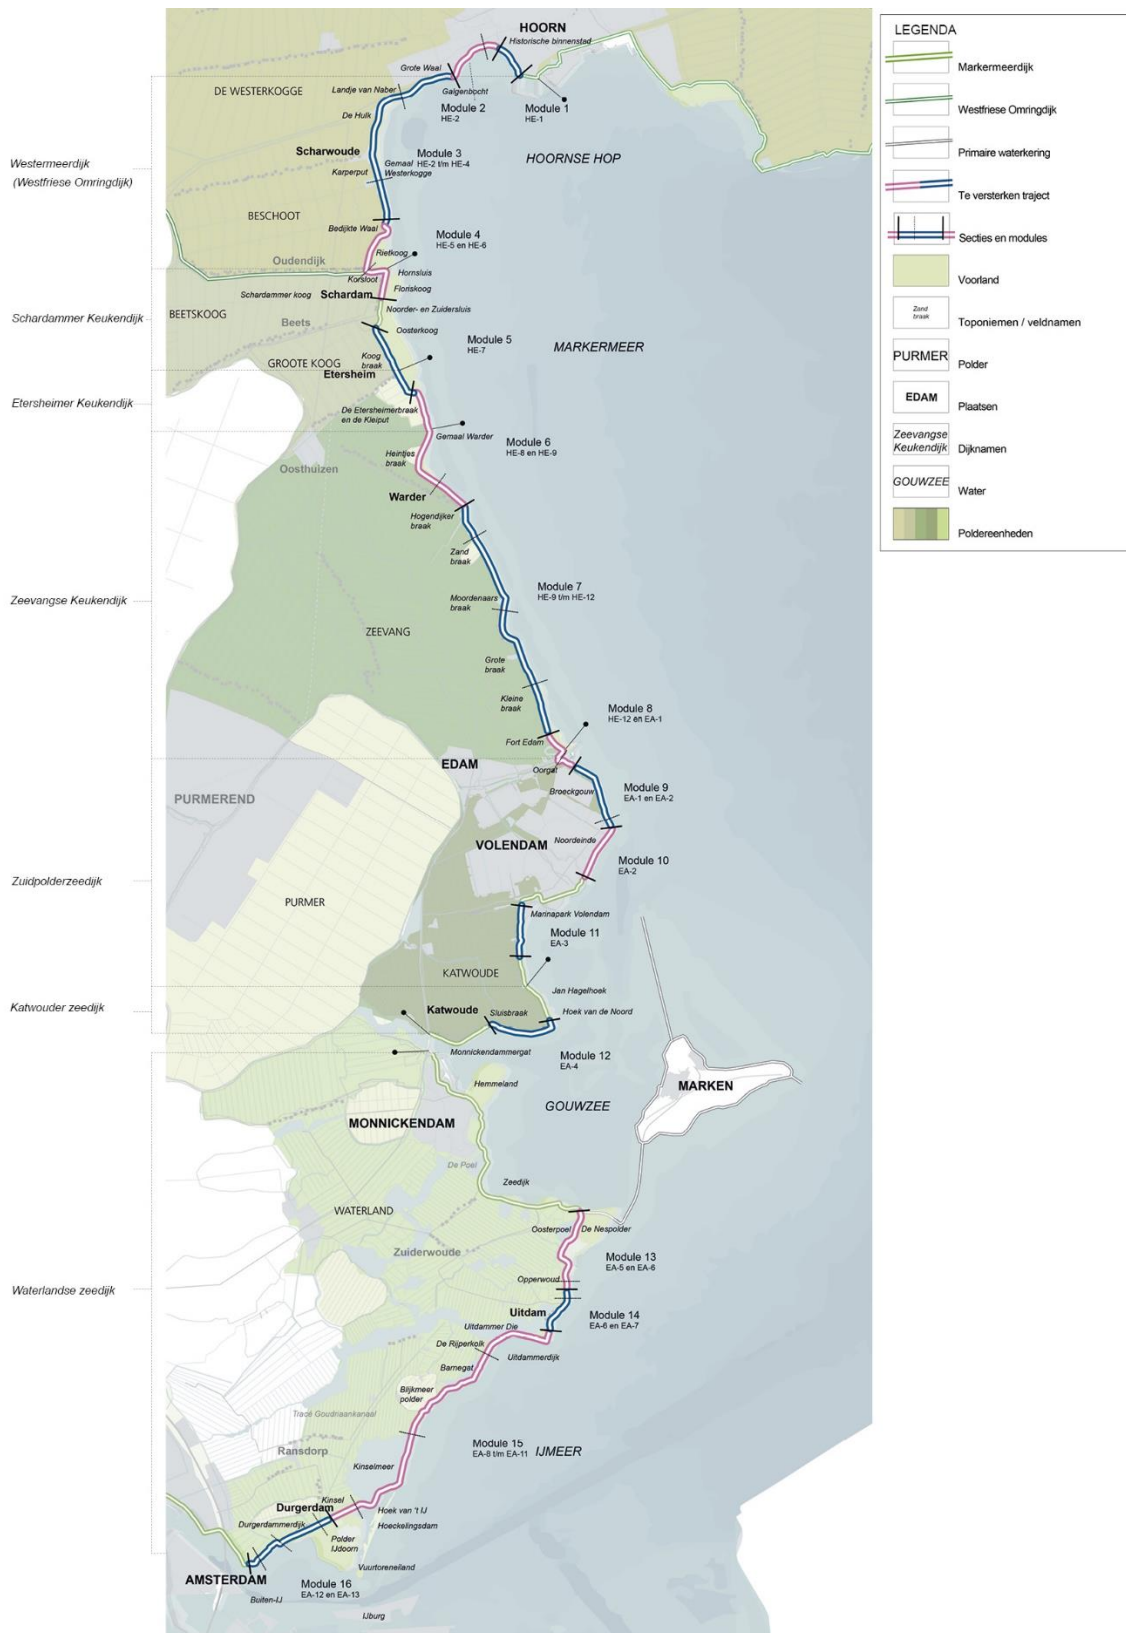 HOORN
Historische binnenstad
Grote Waal
Galgenbocht
Landje van Naber
DE WESTERKOGGE
De Hulk
Module 2
HE-2
Module 1
HE-1
Scharwoude
Module 3
HE-2 t/m HE-4
Gemaal
Westerkogge
HOORNSE HOP
Westermeerdijk
(Westfriese Omringdijk)
Karperput
BESCHOOT
Bedijkte Waal
Module 4
HE-5 en HE-6
Rietkoog
Oudendijk
Korsloot
Hornsluis
Floriskoog
Schardammer koog
Schardam
Noorder- en Zuidersluis
BEETSKOOG
Schardammer Keukendijk
Beets
Oosterkoog
Module 5
HE-7
MARKERMEER
GROOTE KOOG
Koog
braak
Etersheim
Etersheimer Keukendijk
De Etersheimerbraak
en de Kleiput
Gemaal Warder
Module 6
HE-8 en HE-9
Heintjes
braak
Oosthuizen
Warder
Hogendijker
braak
Zand
braak
Module 7
HE-9 t/m HE-12
Moordenaars
braak
Zeevangse Keukendijk
ZEEVANG
Grote
braak
Kleine
braak
Module 8
HE-12 en EA-1
Fort Edam
EDAM
Oorgat
Broeckgouw
Module 9
EA-1 en EA-2
PURMEREND
Noordeinde
VOLENDAM
Module 10
EA-2
Zuidpolderzeedijk
PURMER
Marinapark Volendam
Module 11
EA-3
KATWOUDE
Jan Hagelhoek
Katwouder zeedijk
Katwoude
Sluisbraak
Hoek van de Noord
Monnickendammergat
Module 12
EA-4
Hemmeland
MARKEN
GOUWZEE
MONNICKENDAM
De Poel
Zeedijk
WATERLAND
Oosterpoel
De Nespolder
Zuiderwoude
Module 13
EA-5 en EA-6
Opperwoud
Waterlandse zeedijk
Uitdam
Module 14
EA-6 en EA-7
Uitdammer Die
De Rijperkolk
Uitdammerdijk
Barnegat
Blijkmeer
polder
Tracé Goudriaankanaal
Ransdorp
Module 15
EA-8 t/m EA-11
IJMEER
Kinselmeer
Kinsel
Durgerdam
Hoek van 't IJ
Hoeckelingsdam
Durgerdammerdijk
Polder
IJdoorn
Vuurtoreneiland
AMSTERDAM
Module 16
EA-12 en EA-13
Buiten-IJ
IJburg
LEGENDA
Markermeerdijk
Westfriese Omringdijk
Primaire waterkering
Te versterken traject
Secties en modules
Voorland
Zand
braak
Toponiemen / veldnamen
PURMER
Polder
EDAM
Plaatsen
Zeevangse
Keukendijk
Dijknamen
GOUWZEE
Water
Poldereenheden